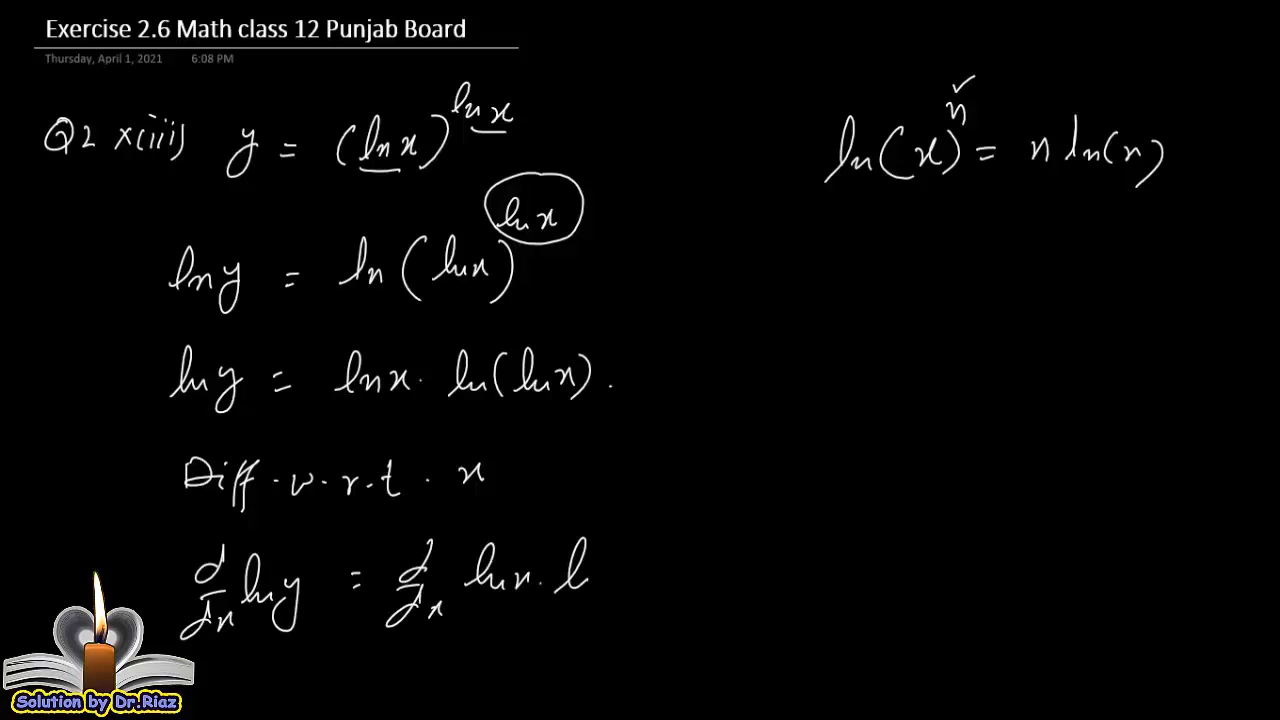 Exercise 2.6 Math class 12 Punjab Board
Thursday, April 1, 2021 6:08 PM
Q2 x(iii) y = (ln x)^ln x
ln (x)^n = n ln(x)
ln y = ln (ln x)^ln x
ln y = ln x . ln (ln x) .
Diff . w . r . t . x
d/dx ln y = d/dx ln x . l
Solution by Dr.Riaz